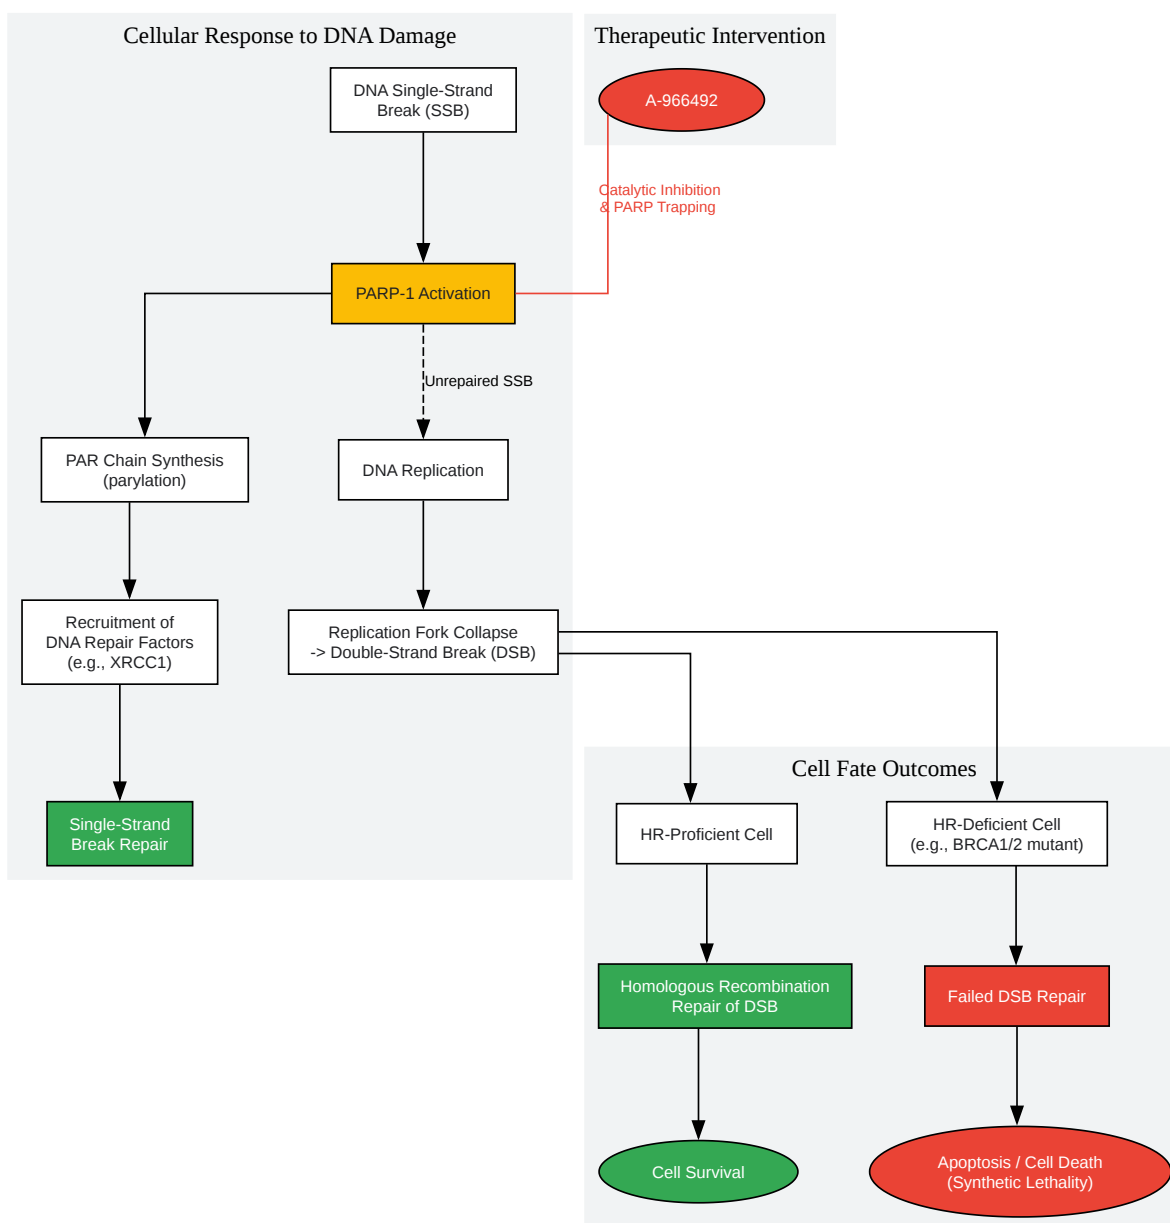 Cellular Response to DNA Damage
Therapeutic Intervention
DNA Single-Strand
Break (SSB)
A-966492
Catalytic Inhibition
& PARP Trapping
PARP-1 Activation
Unrepaired SSB
PAR Chain Synthesis
(parylation)
DNA Replication
Recruitment of
DNA Repair Factors
(e.g., XRCC1)
Replication Fork Collapse
-> Double-Strand Break (DSB)
Cell Fate Outcomes
Single-Strand
Break Repair
HR-Proficient Cell
HR-Deficient Cell
(e.g., BRCA1/2 mutant)
Homologous Recombination
Repair of DSB
Failed DSB Repair
Cell Survival
Apoptosis / Cell Death
(Synthetic Lethality)